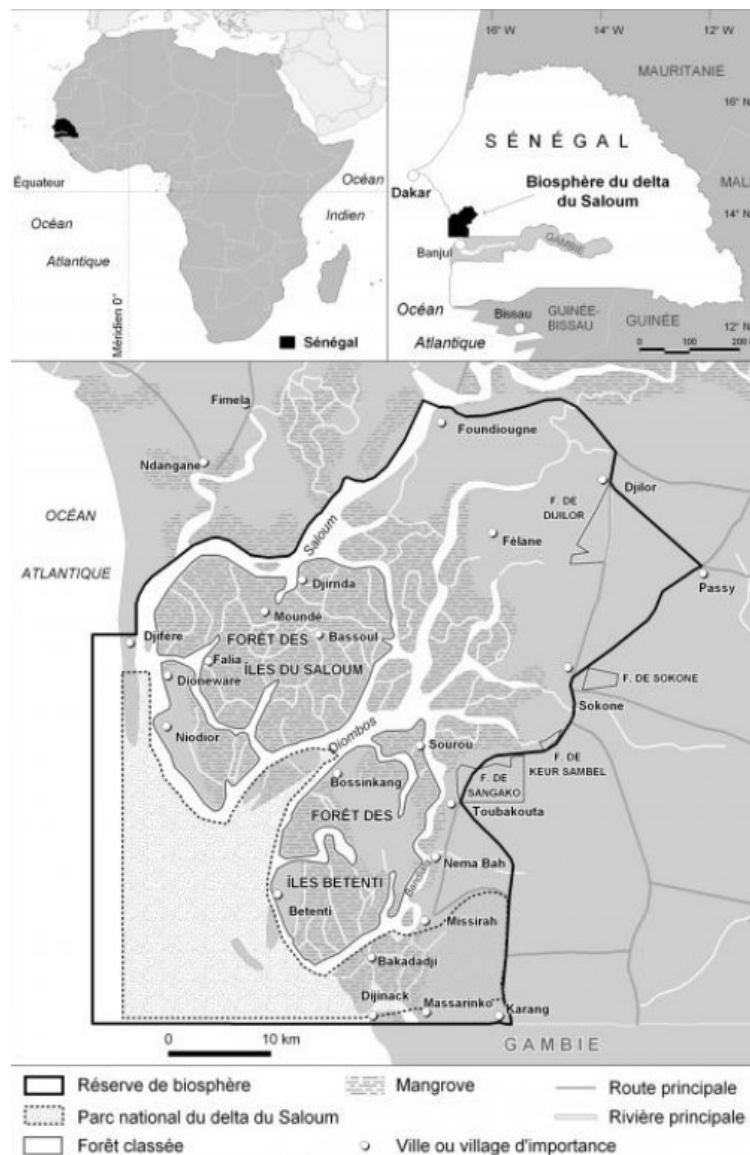 Équateur
Océan
Atlantique
Océan
Indien
Méridien 0°
Sénégal
16° W
14° W
12° W
MAURITANIE
16° N
SÉNÉGAL
MALI
Dakar
Biosphère du delta
du Saloum
14° N
Banjul
GAMBIE
Océan
Atlantique
Bissau
GUINÉE-
BISSAU
GUINÉE
12° N
0 100 200
Fimela
Foundiougne
Ndangane
Djilor
OCÉAN
ATLANTIQUE
F. DE
DIJILOR
Saloum
Félane
Djirnda
Passy
Moundé
Djifère
FORÊT DES
Bassoul
Falia
ÎLES DU SALOUM
Dioneware
F. DE SOKONE
Sokone
Niodior
Diombos
Sourou
F. DE
KEUR SAMBEL
Bossinkang
F. DE
SANGAKO
FORÊT DES
Toubakouta
Nema Bah
Bandiala
ÎLES BETENTI
Betenti
Missirah
Bakadadji
Dijinack
Massarinko
Karang
0 10 km
GAMBIE
Réserve de biosphère
Mangrove
Route principale
Parc national du delta du Saloum
Rivière principale
Forêt classée
Ville ou village d'importance